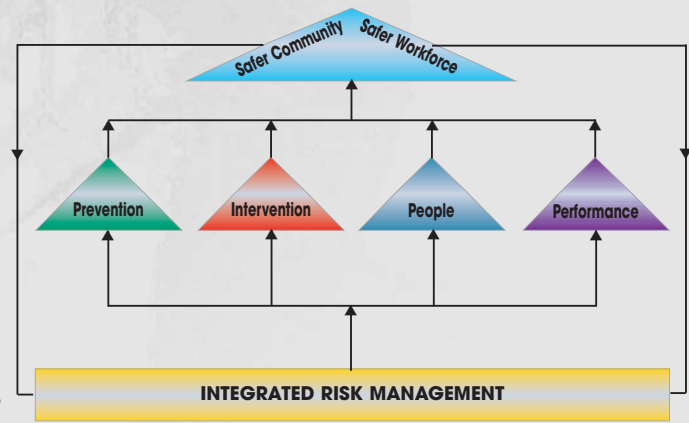 Safer Community
Safer Workforce
Prevention
Intervention
People
Performance
INTEGRATED RISK MANAGEMENT